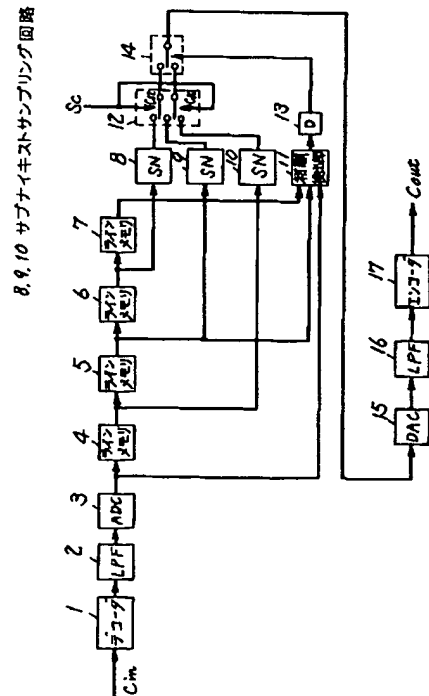 8,9,10 サブナイキストサンプリング回路
Cin
1
デコーダ
2
LPF
3
ADC
4
ライン
メモリ
5
ライン
メモリ
6
ライン
メモリ
7
ライン
メモリ
8
SN
9
SN
10
SN
11
相関
検出部
12
Sc
13
D
14
15
DAC
16
LPF
17
エンコーダ
Cout